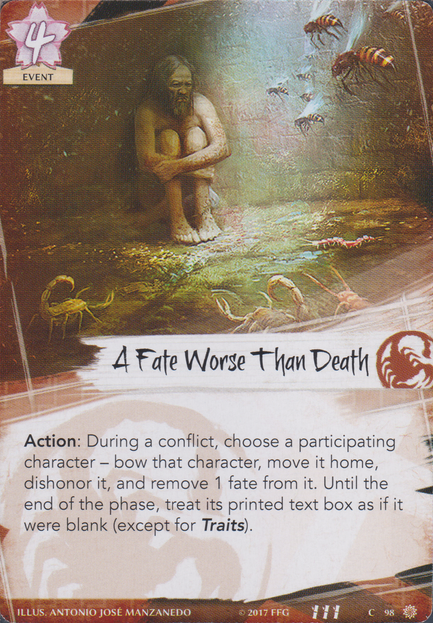 4
EVENT
A Fate Worse Than Death
Action: During a conflict, choose a participating
character – bow that character, move it home,
dishonor it, and remove 1 fate from it. Until the
end of the phase, treat its printed text box as if it
were blank (except for Traits).
ILLUS. ANTONIO JOSÉ MANZANEDO © 2017 FFG C 98